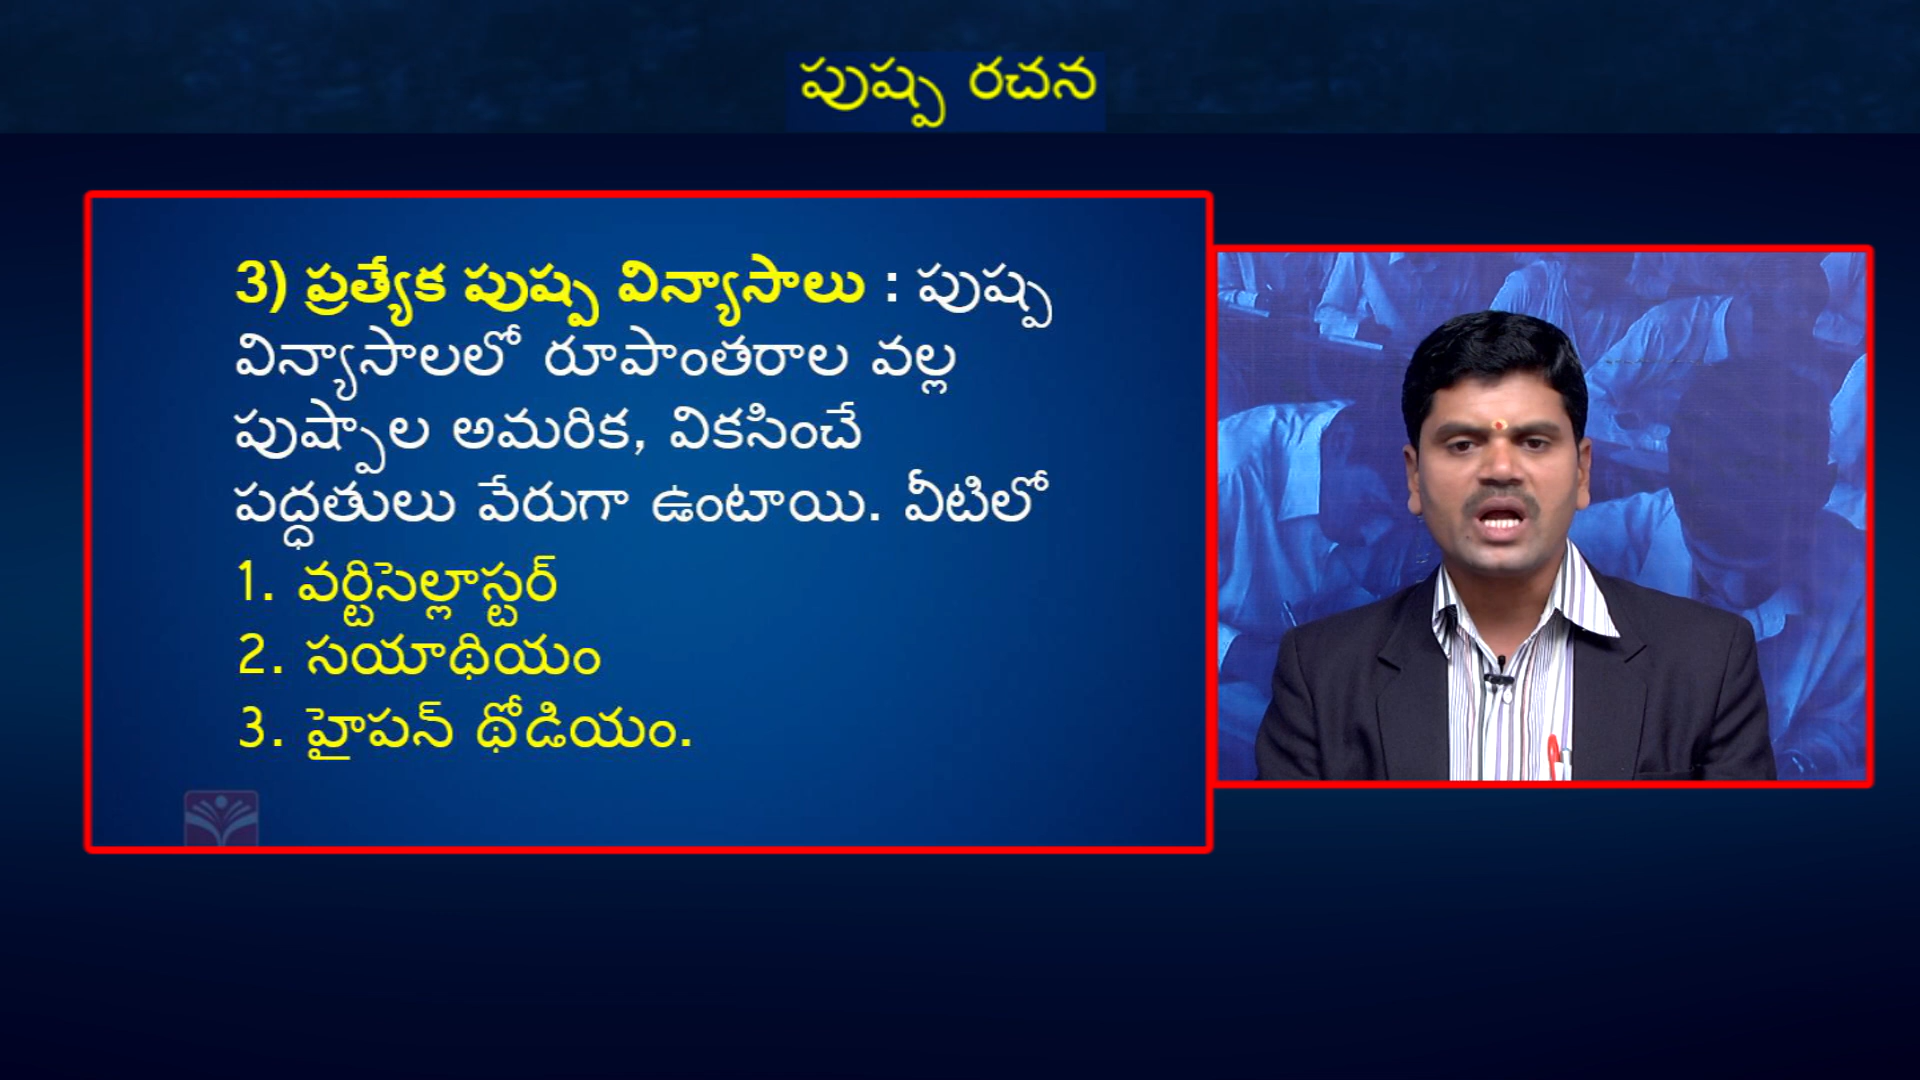 పుష్ప రచన
3) ప్రత్యేక పుష్ప విన్యాసాలు : పుష్ప
విన్యాసాలలో రూపాంతరాల వల్ల
పుష్పాల అమరిక, వికసించే
పద్ధతులు వేరుగా ఉంటాయి. వీటిలో
1. వర్టిసెల్లాస్టర్
2. సయాథియం
3. హైపన్ థోడియం.